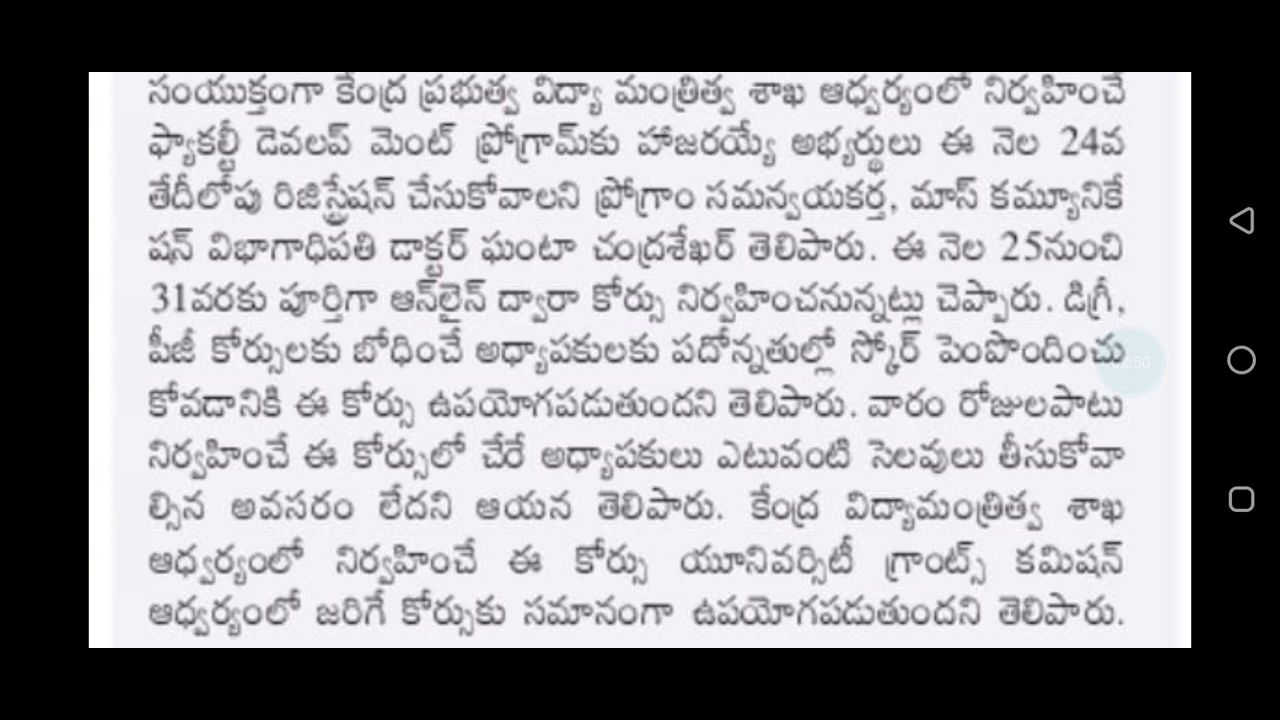 సంయుక్తంగా కేంద్ర ప్రభుత్వ విద్యా మంత్రిత్వ శాఖ ఆధ్వర్యంలో నిర్వహించే
ఫ్యాకల్టీ డెవలప్ మెంట్ ప్రోగ్రామ్‌కు హాజరయ్యే అభ్యర్థులు ఈ నెల 24వ
తేదీలోపు రిజిస్ట్రేషన్ చేసుకోవాలని ప్రోగ్రాం సమన్వయకర్త, మాస్ కమ్యూనికే
షన్ విభాగాధిపతి డాక్టర్ ఘంటా చంద్రశేఖర్ తెలిపారు. ఈ నెల 25నుంచి
31వరకు పూర్తిగా ఆన్‌లైన్ ద్వారా కోర్సు నిర్వహించనున్నట్లు చెప్పారు. డిగ్రీ,
పీజీ కోర్సులకు బోధించే అధ్యాపకులకు పదోన్నతుల్లో స్కోర్ పెంపొందించు
కోవడానికి ఈ కోర్సు ఉపయోగపడుతుందని తెలిపారు. వారం రోజులపాటు
నిర్వహించే ఈ కోర్సులో చేరే అధ్యాపకులు ఎటువంటి సెలవులు తీసుకోవా
ల్సిన అవసరం లేదని ఆయన తెలిపారు. కేంద్ర విద్యామంత్రిత్వ శాఖ
ఆధ్వర్యంలో నిర్వహించే ఈ కోర్సు యూనివర్సిటీ గ్రాంట్స్ కమిషన్
ఆధ్వర్యంలో జరిగే కోర్సుకు సమానంగా ఉపయోగపడుతుందని తెలిపారు.